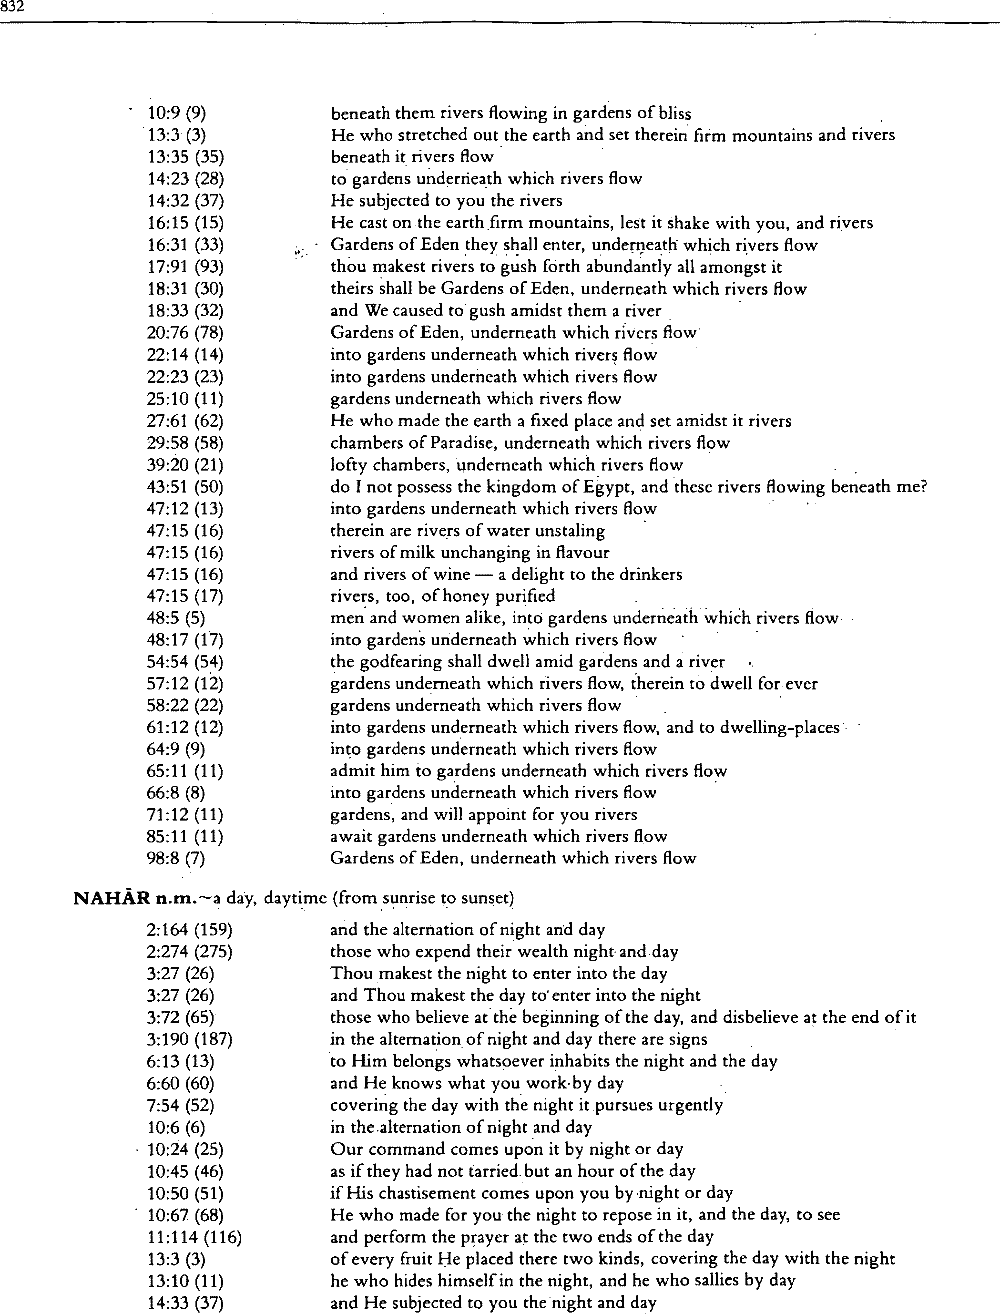 832
10:9 (9) beneath them rivers flowing in gardens of bliss
13:3 (3) He who stretched out the earth and set therein firm mountains and rivers
13:35 (35) beneath it rivers flow
14:23 (28) to gardens underneath which rivers flow
14:32 (37) He subjected to you the rivers
16:15 (15) He cast on the earth firm mountains, lest it shake with you, and rivers
16:31 (33) Gardens of Eden they shall enter, underneath which rivers flow
17:91 (93) thou makest rivers to gush forth abundantly all amongst it
18:31 (30) theirs shall be Gardens of Eden, underneath which rivers flow
18:33 (32) and We caused to gush amidst them a river
20:76 (78) Gardens of Eden, underneath which rivers flow
22:14 (14) into gardens underneath which rivers flow
22:23 (23) into gardens underneath which rivers flow
25:10 (11) gardens underneath which rivers flow
27:61 (62) He who made the earth a fixed place and set amidst it rivers
29:58 (58) chambers of Paradise, underneath which rivers flow
39:20 (21) lofty chambers, underneath which rivers flow
43:51 (50) do I not possess the kingdom of Egypt, and these rivers flowing beneath me?
47:12 (13) into gardens underneath which rivers flow
47:15 (16) therein are rivers of water unstaling
47:15 (16) rivers of milk unchanging in flavour
47:15 (16) and rivers of wine — a delight to the drinkers
47:15 (17) rivers, too, of honey purified
48:5 (5) men and women alike, into gardens underneath which rivers flow
48:17 (17) into gardens underneath which rivers flow
54:54 (54) the godfearing shall dwell amid gardens and a river
57:12 (12) gardens underneath which rivers flow, therein to dwell for ever
58:22 (22) gardens underneath which rivers flow
61:12 (12) into gardens underneath which rivers flow, and to dwelling-places
64:9 (9) into gardens underneath which rivers flow
65:11 (11) admit him to gardens underneath which rivers flow
66:8 (8) into gardens underneath which rivers flow
71:12 (11) gardens, and will appoint for you rivers
85:11 (11) await gardens underneath which rivers flow
98:8 (7) Gardens of Eden, underneath which rivers flow
NAHĀR n.m.~a day, daytime (from sunrise to sunset)
2:164 (159) and the alternation of night and day
2:274 (275) those who expend their wealth night and day
3:27 (26) Thou makest the night to enter into the day
3:27 (26) and Thou makest the day to enter into the night
3:72 (65) those who believe at the beginning of the day, and disbelieve at the end of it
3:190 (187) in the alternation of night and day there are signs
6:13 (13) to Him belongs whatsoever inhabits the night and the day
6:60 (60) and He knows what you work by day
7:54 (52) covering the day with the night it pursues urgently
10:6 (6) in the alternation of night and day
10:24 (25) Our command comes upon it by night or day
10:45 (46) as if they had not tarried but an hour of the day
10:50 (51) if His chastisement comes upon you by night or day
10:67 (68) He who made for you the night to repose in it, and the day, to see
11:114 (116) and perform the prayer at the two ends of the day
13:3 (3) of every fruit He placed there two kinds, covering the day with the night
13:10 (11) he who hides himself in the night, and he who sallies by day
14:33 (37) and He subjected to you the night and day